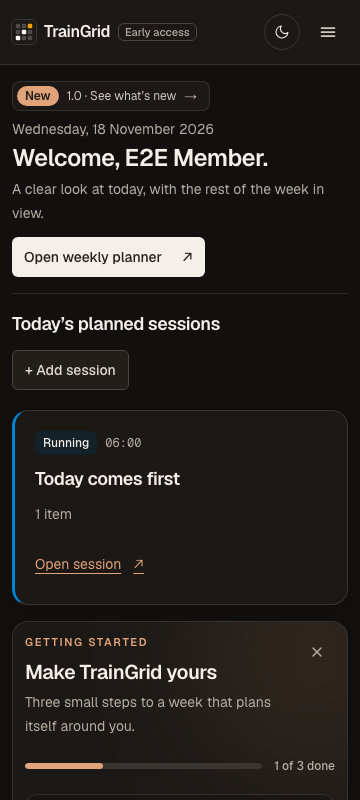 TrainGrid Early access
New 1.0 · See what's new →
Wednesday, 18 November 2026
Welcome, E2E Member.
A clear look at today, with the rest of the week in
view.
Open weekly planner ↗
Today's planned sessions
+ Add session
Running 06:00
Today comes first
1 item
Open session ↗
GETTING STARTED
Make TrainGrid yours
Three small steps to a week that plans
itself around you.
1 of 3 done